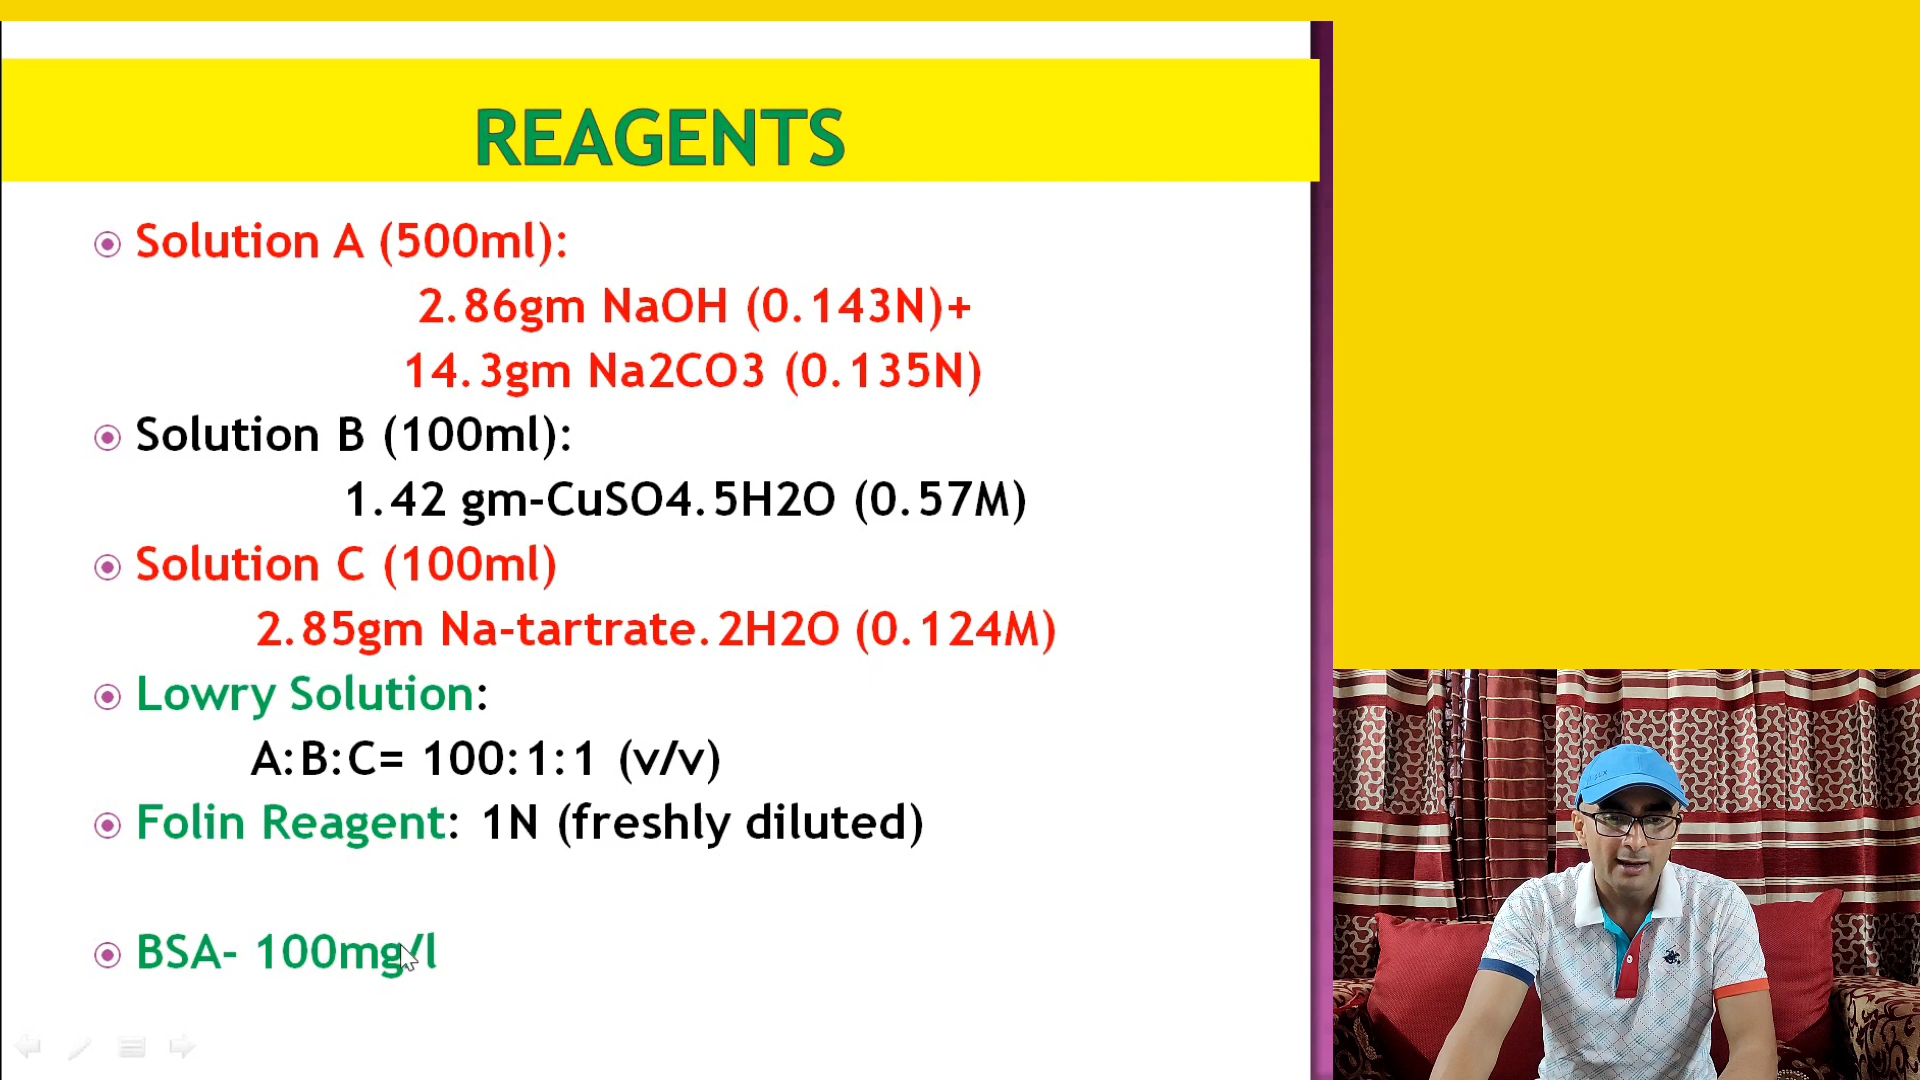 REAGENTS
Solution A (500ml):
2.86gm NaOH (0.143N)+
14.3gm Na2CO3 (0.135N)
Solution B (100ml):
1.42 gm-CuSO4.5H2O (0.57M)
Solution C (100ml)
2.85gm Na-tartrate.2H2O (0.124M)
Lowry Solution:
A:B:C= 100:1:1 (v/v)
Folin Reagent: 1N (freshly diluted)
BSA- 100mg/l